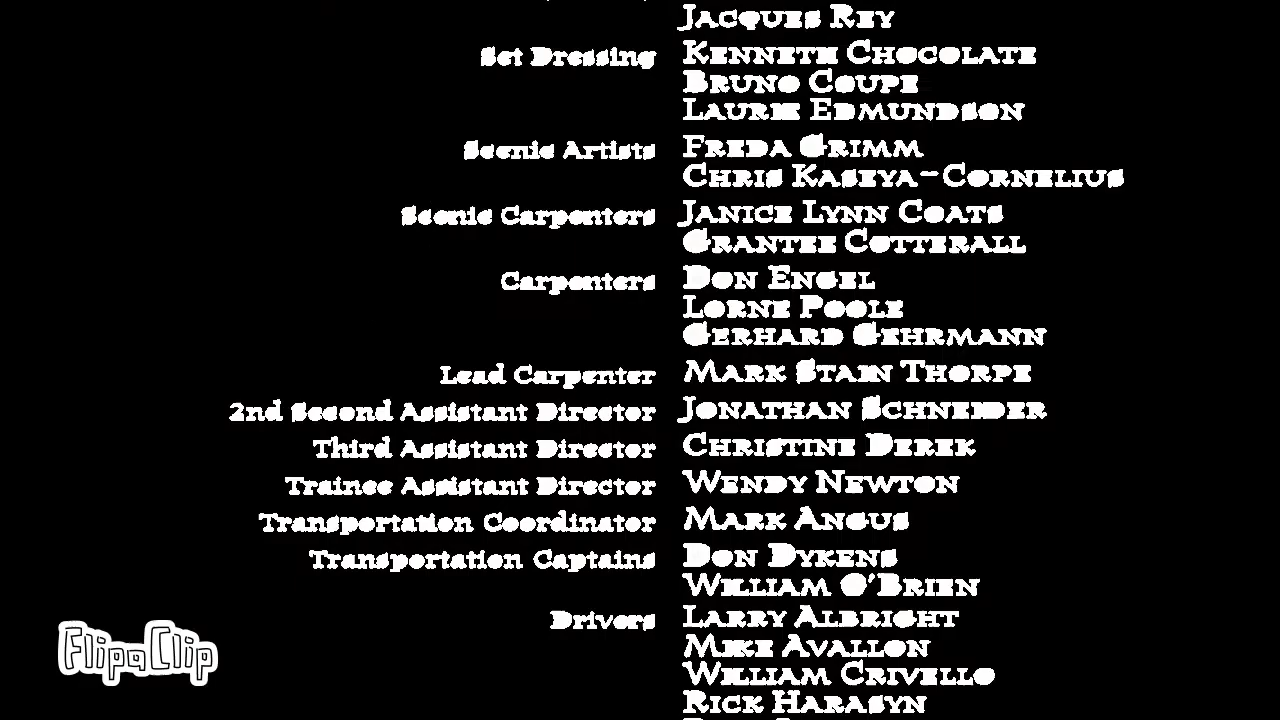 Jacques Rey
Set Dressing Kenneth Chocolate
Bruno Coupe
Laurie Edmundson
Scenic Artists Freda Grimm
Chris Kaseya-Cornelius
Scenic Carpenters Janice Lynn Coats
Grantee Cotterall
Carpenters Don Engel
Lorne Poole
Gerhard Gehrmann
Lead Carpenter Mark Stain Thorpe
2nd Second Assistant Director Jonathan Schneider
Third Assistant Director Christine Derek
Trainee Assistant Director Wendy Newton
Transportation Coordinator Mark Angus
Transportation Captains Don Dykens
William O'Brien
Drivers Larry Albright
Mike Avallon
William Crivello
Rick Harasyn
FlipaClip